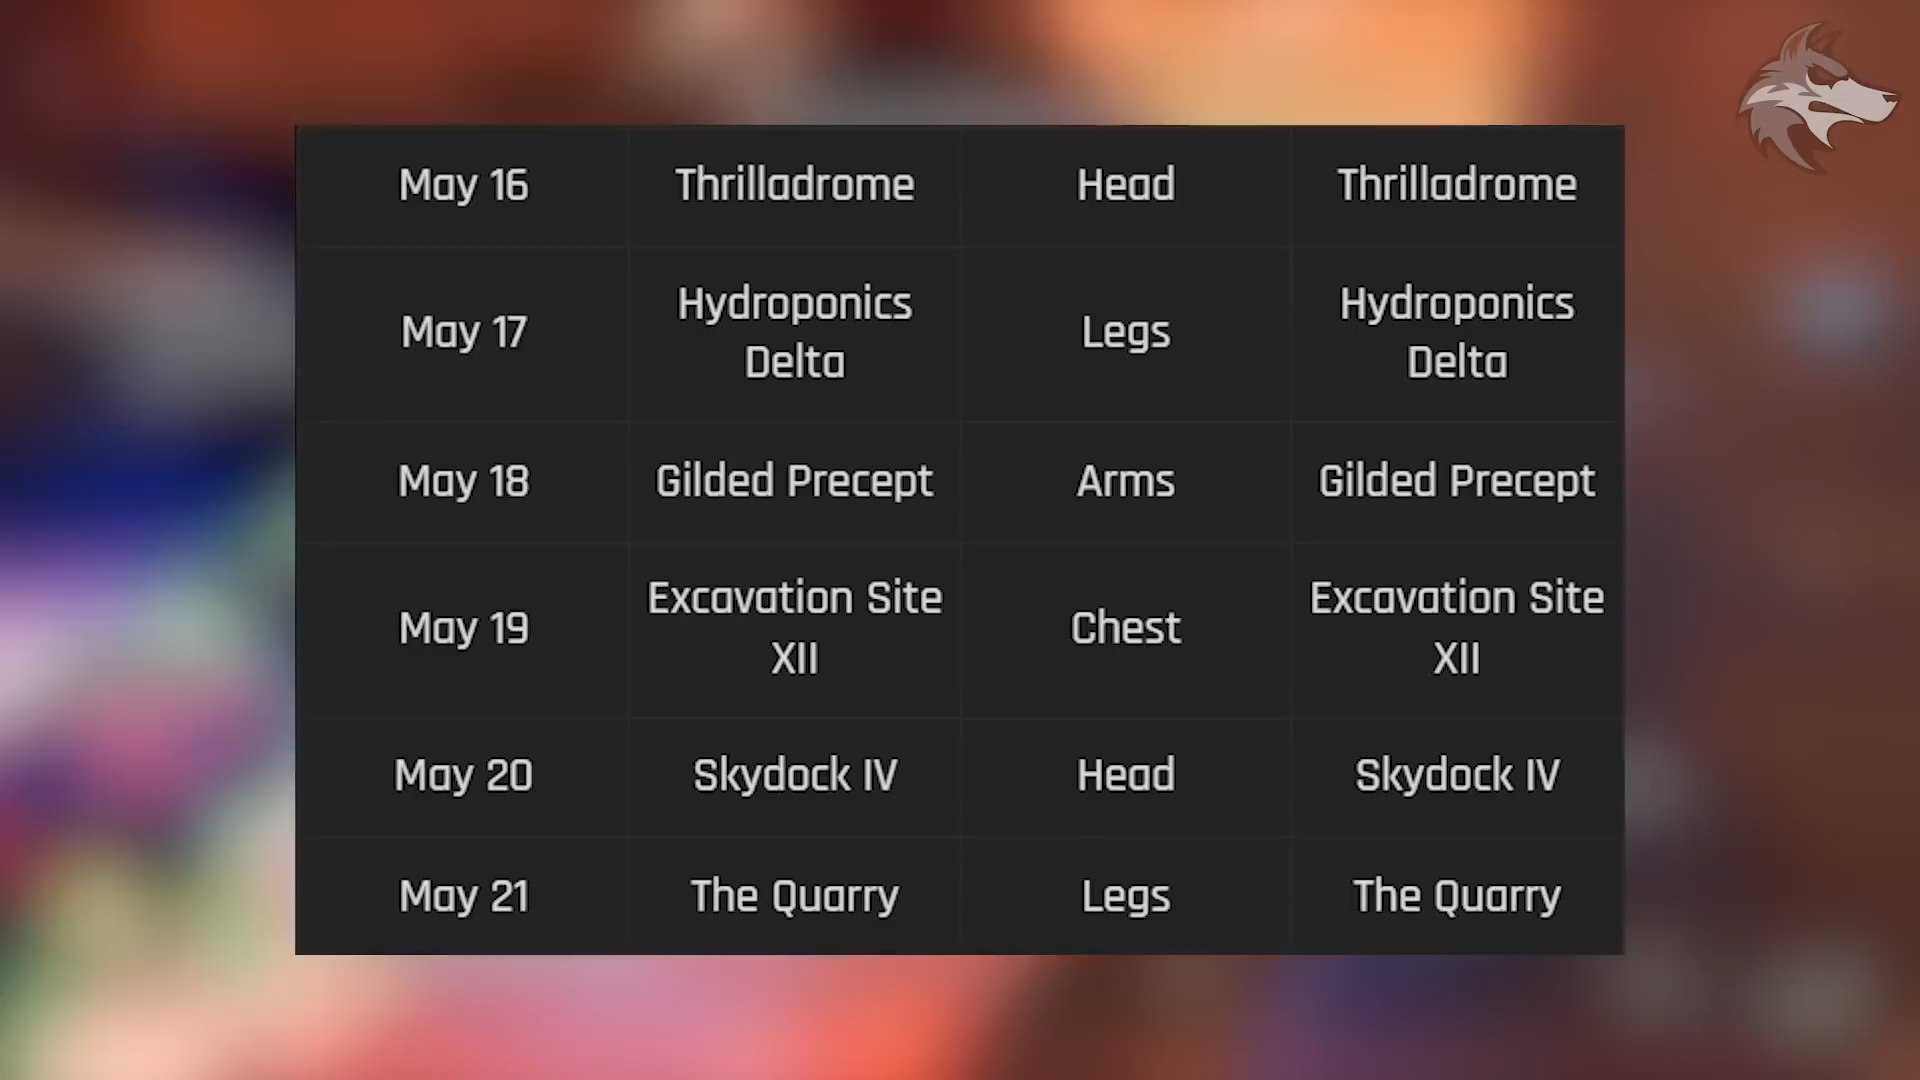 May 16 Thrilladrome Head Thrilladrome
May 17 Hydroponics Delta Legs Hydroponics Delta
May 18 Gilded Precept Arms Gilded Precept
May 19 Excavation Site XII Chest Excavation Site XII
May 20 Skydock IV Head Skydock IV
May 21 The Quarry Legs The Quarry